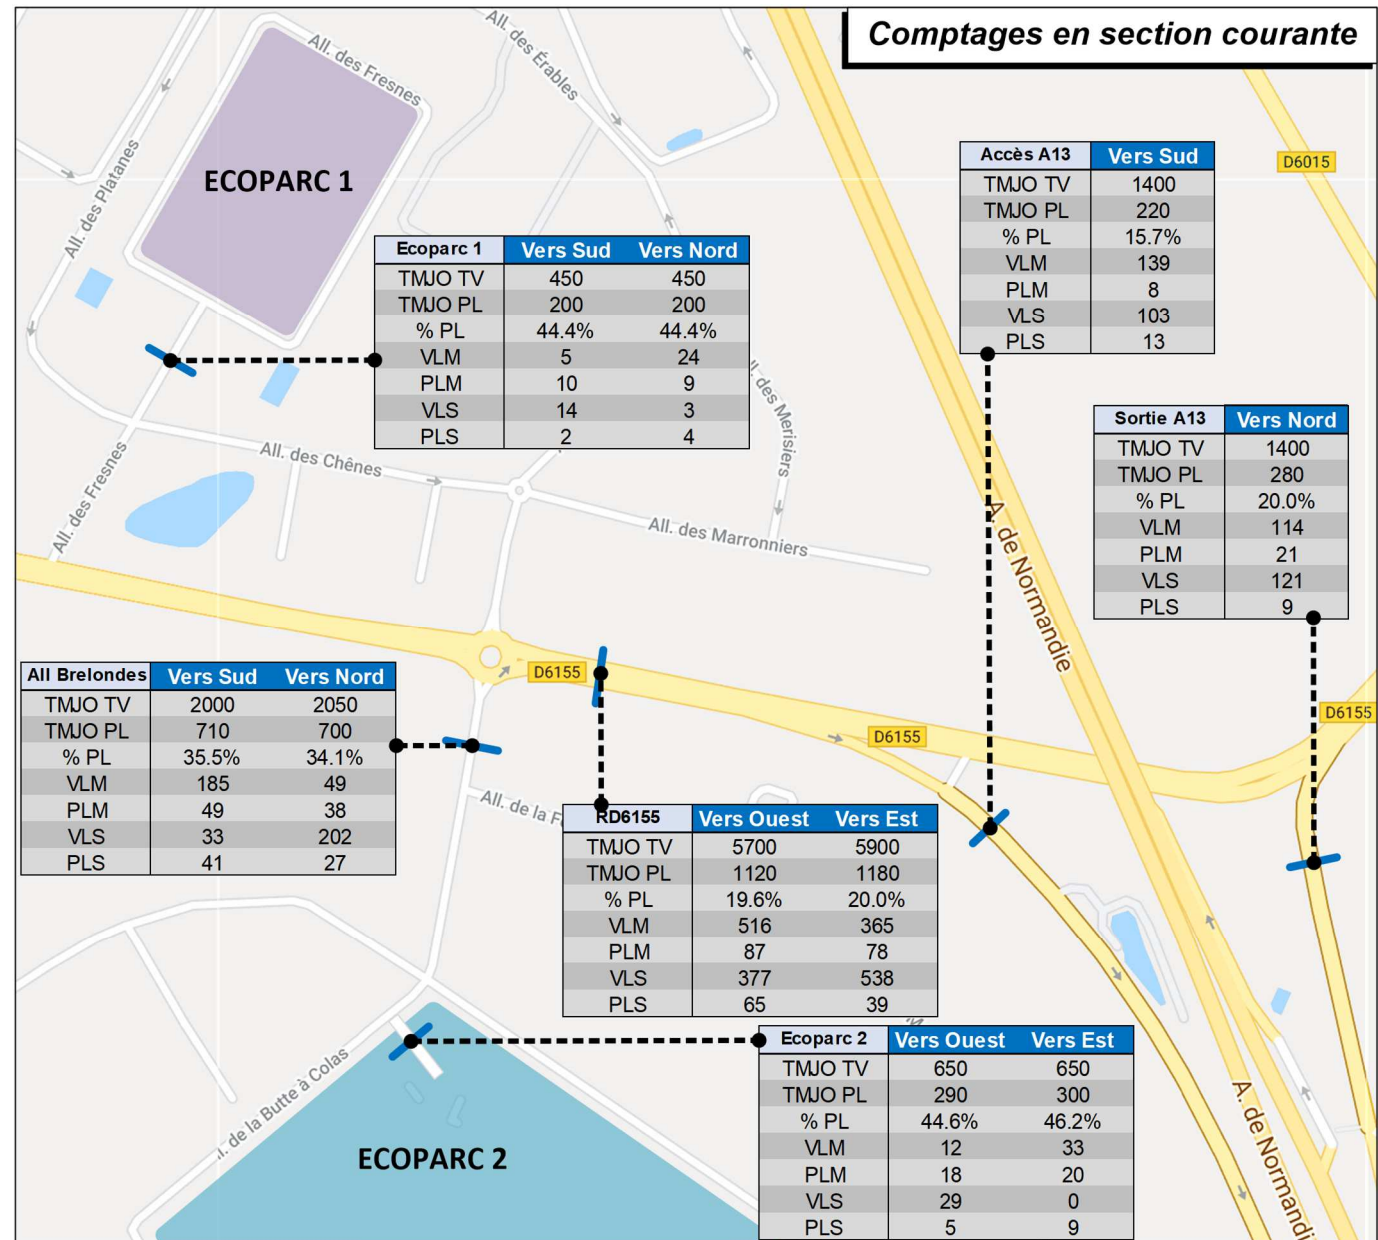 Comptages en section courante
All. des Fresnes
All. des Érables
All. des Platanes
ECOPARC 1
D6015
Accès A13 Vers Sud
TMJO TV 1400
TMJO PL 220
% PL 15.7%
VLM 139
PLM 8
VLS 103
PLS 13
Ecoparc 1 Vers Sud Vers Nord
TMJO TV 450 450
TMJO PL 200 200
% PL 44.4% 44.4%
VLM 5 24
PLM 10 9
VLS 14 3
PLS 2 4
l. des Merisiers
Sortie A13 Vers Nord
TMJO TV 1400
TMJO PL 280
% PL 20.0%
VLM 114
PLM 21
VLS 121
PLS 9
All. des Chênes
All. des Fresnes
All. des Marronniers
A. de Normandie
D6155
D6155
D6155
All Brelondes Vers Sud Vers Nord
TMJO TV 2000 2050
TMJO PL 710 700
% PL 35.5% 34.1%
VLM 185 49
PLM 49 38
VLS 33 202
PLS 41 27
All. de la F
RD6155 Vers Ouest Vers Est
TMJO TV 5700 5900
TMJO PL 1120 1180
% PL 19.6% 20.0%
VLM 516 365
PLM 87 78
VLS 377 538
PLS 65 39
Ecoparc 2 Vers Ouest Vers Est
TMJO TV 650 650
TMJO PL 290 300
% PL 44.6% 46.2%
VLM 12 33
PLM 18 20
VLS 29 0
PLS 5 9
l. de la Butte à Colas
ECOPARC 2
A. de Normandi